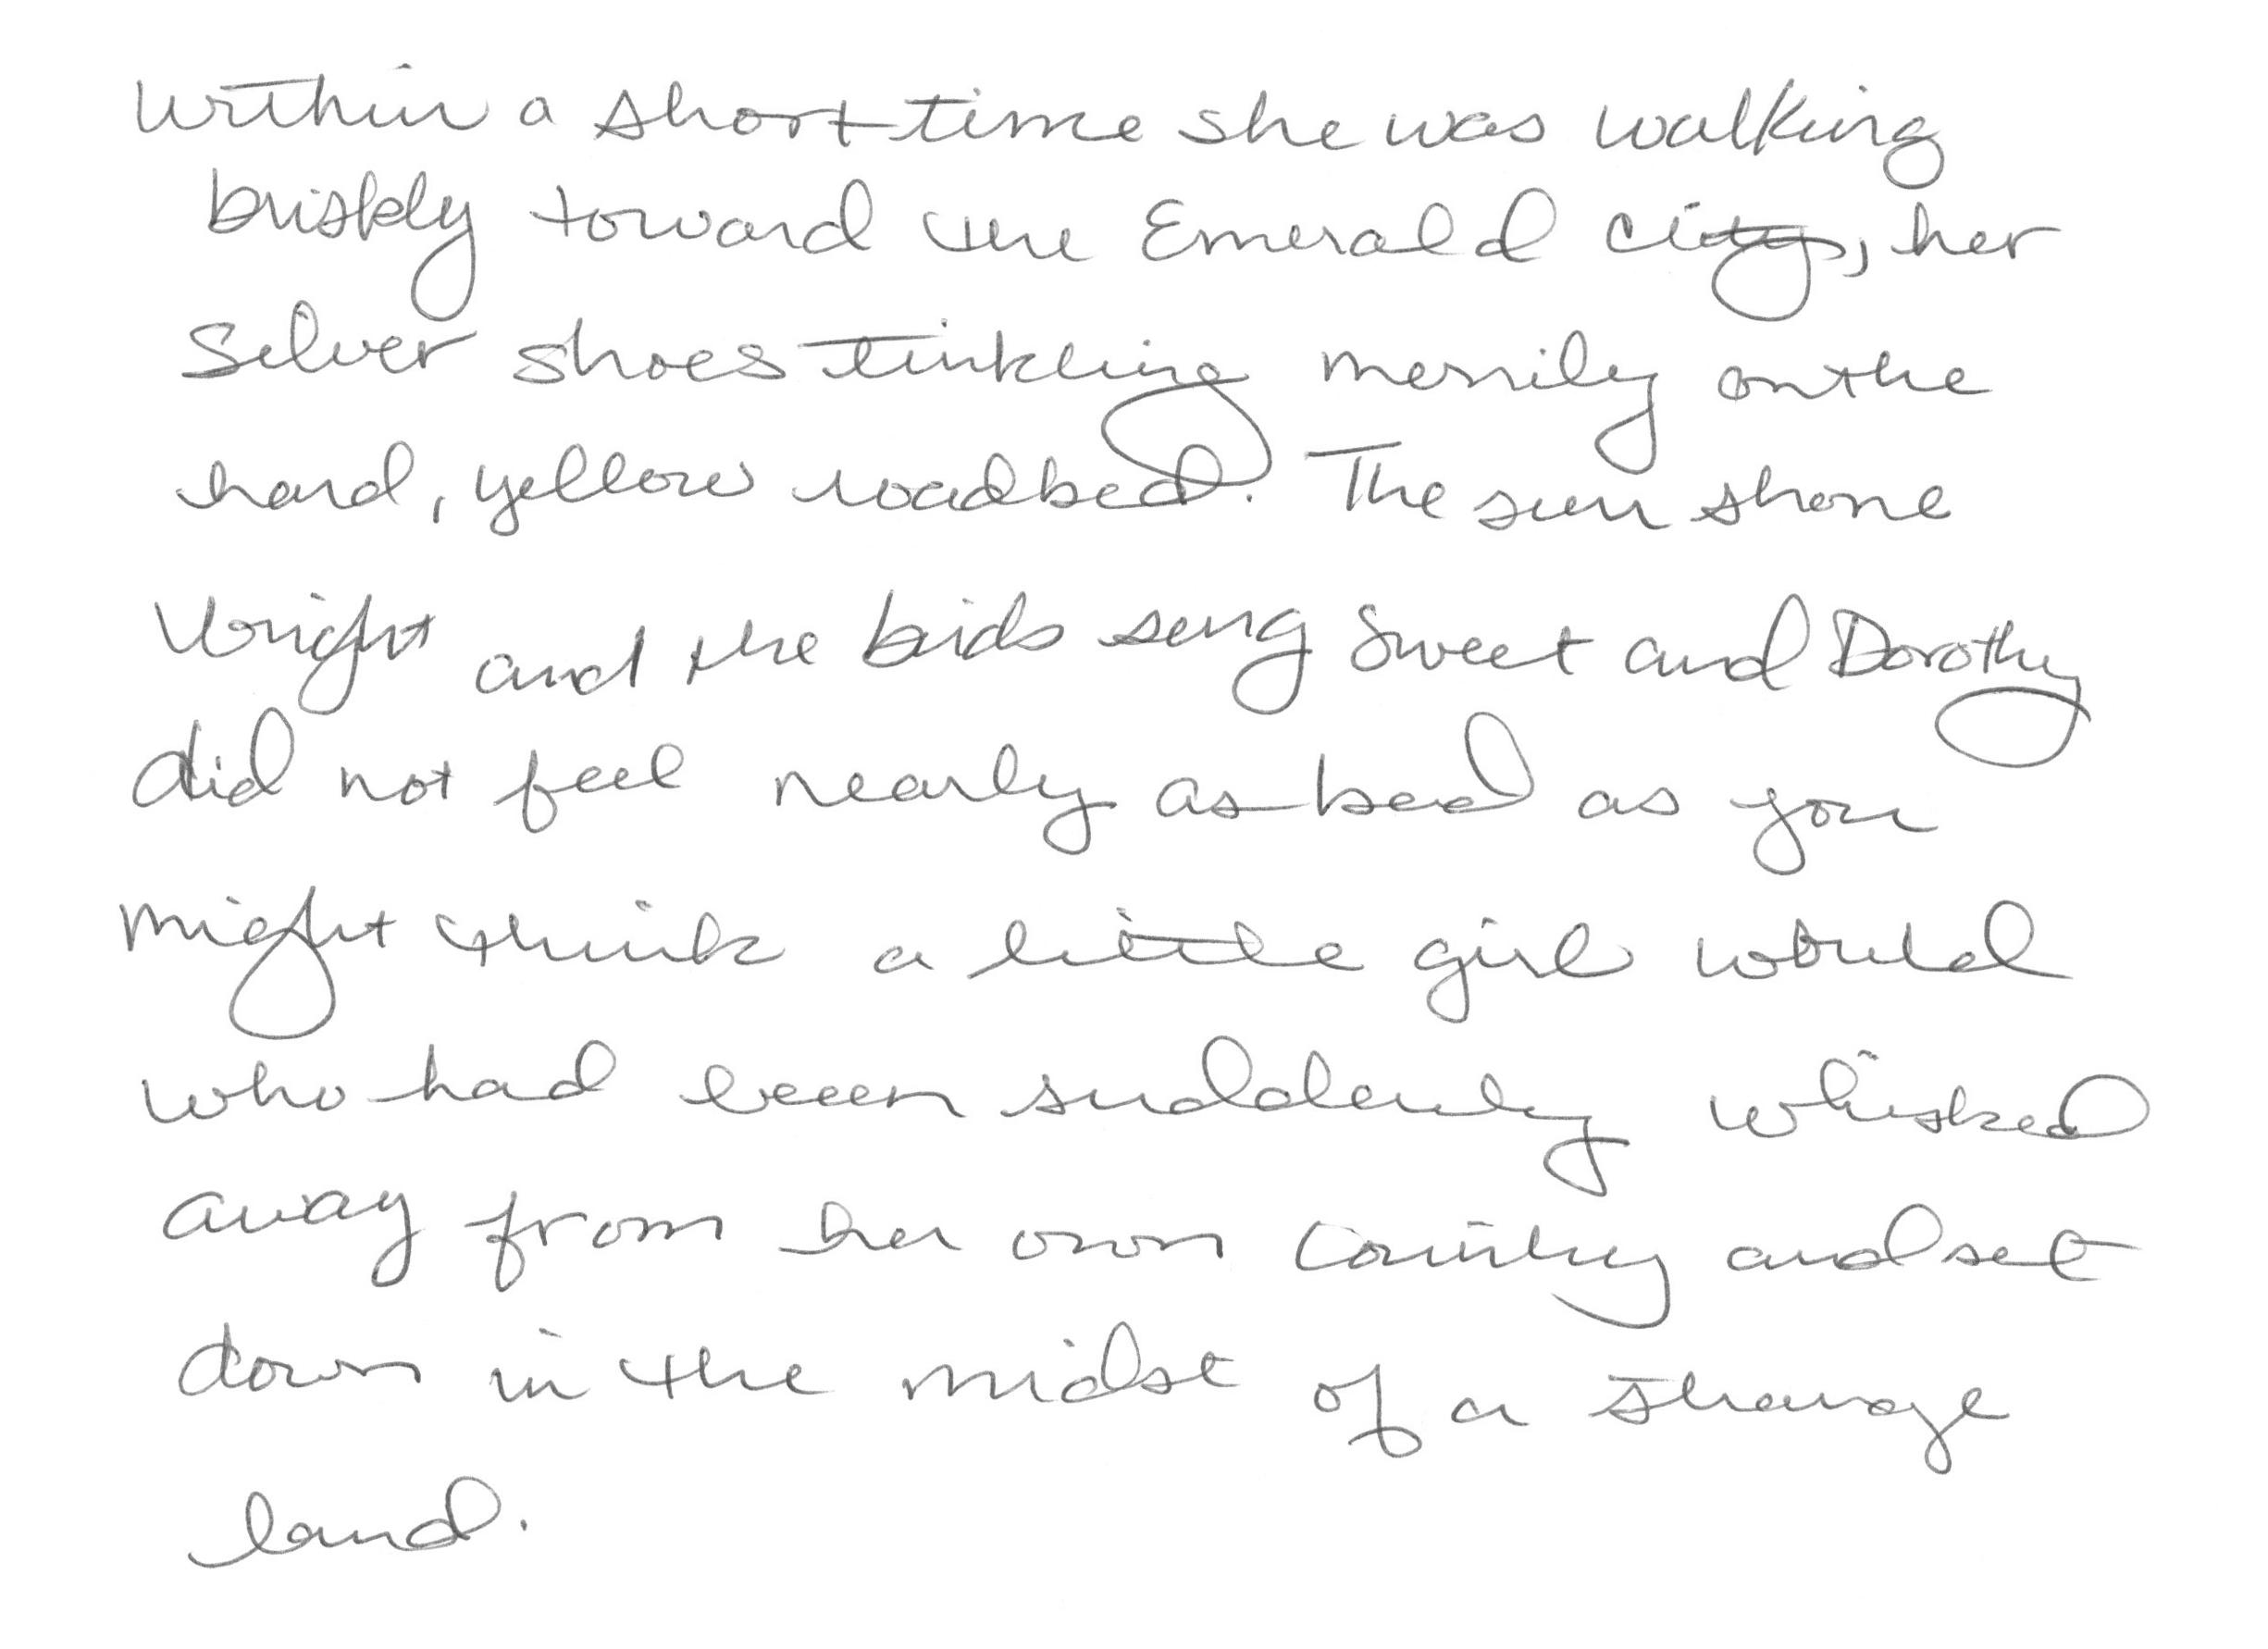 Within a short time she was walking
briskly toward the Emerald City, her
Silver shoes tinkling merrily on the
hard, yellow roadbed. The sun shone
bright and the birds sung sweet and Dorothy
did not feel nearly as bad as you
might think a little girl would
who had been suddenly whisked
away from her own country and set
down in the midst of a strange
land.